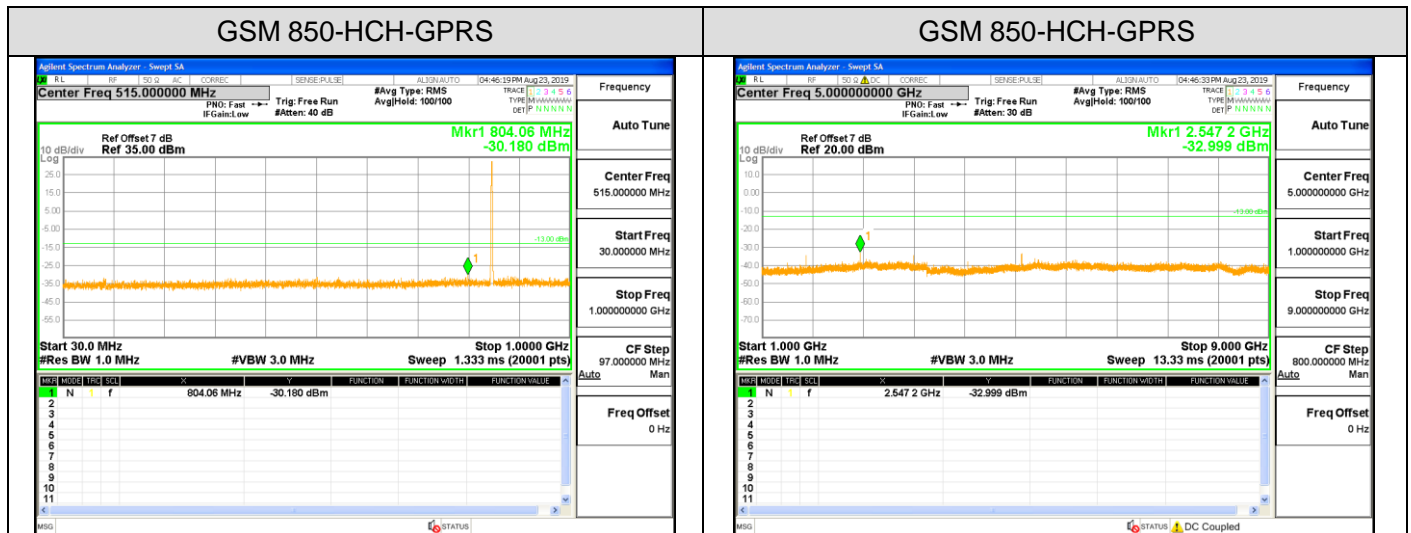 GSM 850-HCH-GPRS
Agilent Spectrum Analyzer - Swept SA
RL RF 50 Ω AC CORREC SENSE:PULSE ALIGN AUTO 04:46:19 PM Aug 23, 2019
Center Freq 515.000000 MHz
PNO: Fast
IFGain:Low
Trig: Free Run
#Atten: 40 dB
#Avg Type: RMS
Avg|Hold: 100/100
TRACE 1 2 3 4 5 6
TYPE MWWWWW
DET P N N N N N
Frequency
Auto Tune
Ref Offset 7 dB
10 dB/div Ref 35.00 dBm
Log
Mkr1 804.06 MHz
-30.180 dBm
25.0
15.0
5.00
-5.00
-15.0
-25.0
-35.0
-45.0
-55.0
-13.00 dBm
1
Center Freq
515.000000 MHz
Start Freq
30.000000 MHz
Stop Freq
1.000000000 GHz
Start 30.0 MHz Stop 1.0000 GHz
#Res BW 1.0 MHz #VBW 3.0 MHz Sweep 1.333 ms (20001 pts)
CF Step
97.000000 MHz
Auto Man
MKR MODE TRC SCL X Y FUNCTION FUNCTION WIDTH FUNCTION VALUE
1 N 1 f 804.06 MHz -30.180 dBm
2
3
4
5
6
7
8
9
10
11
Freq Offset
0 Hz
MSG STATUS
GSM 850-HCH-GPRS
Agilent Spectrum Analyzer - Swept SA
RL RF 50 Ω DC CORREC SENSE:PULSE ALIGN AUTO 04:46:33 PM Aug 23, 2019
Center Freq 5.000000000 GHz
PNO: Fast
IFGain:Low
Trig: Free Run
#Atten: 30 dB
#Avg Type: RMS
Avg|Hold: 100/100
TRACE 1 2 3 4 5 6
TYPE MWWWWW
DET P N N N N N
Frequency
Auto Tune
Ref Offset 7 dB
10 dB/div Ref 20.00 dBm
Log
Mkr1 2.547 2 GHz
-32.999 dBm
10.0
0.00
-10.0
-20.0
-30.0
-40.0
-50.0
-60.0
-70.0
-13.00 dBm
1
Center Freq
5.000000000 GHz
Start Freq
1.000000000 GHz
Stop Freq
9.000000000 GHz
Start 1.000 GHz Stop 9.000 GHz
#Res BW 1.0 MHz #VBW 3.0 MHz Sweep 13.33 ms (20001 pts)
CF Step
800.000000 MHz
Auto Man
MKR MODE TRC SCL X Y FUNCTION FUNCTION WIDTH FUNCTION VALUE
1 N 1 f 2.547 2 GHz -32.999 dBm
2
3
4
5
6
7
8
9
10
11
Freq Offset
0 Hz
MSG STATUS DC Coupled